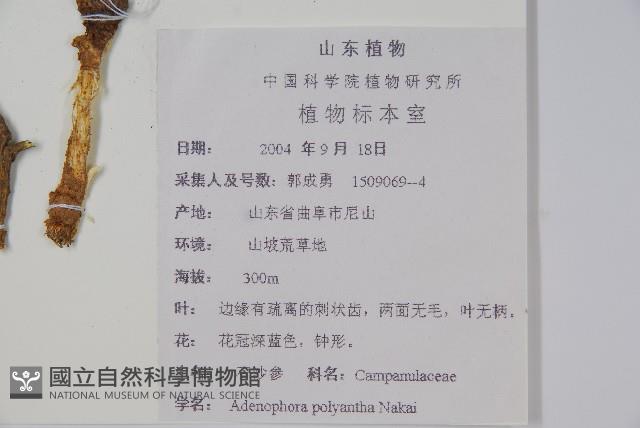 山东植物
中国科学院植物研究所
植物标本室
日期： 2004 年9月 18日
采集人及号数：郭成勇 1509069--4
产地： 山东省曲阜市尼山
环境： 山坡荒草地
海拔： 300m
叶： 边缘有疏离的刺状齿，两面无毛，叶无柄。
花： 花冠深蓝色，钟形。
沙參 科名：Campanulaceae
学名： Adenophora polyantha Nakai
國立自然科學博物館
NATIONAL MUSEUM OF NATURAL SCIENCE